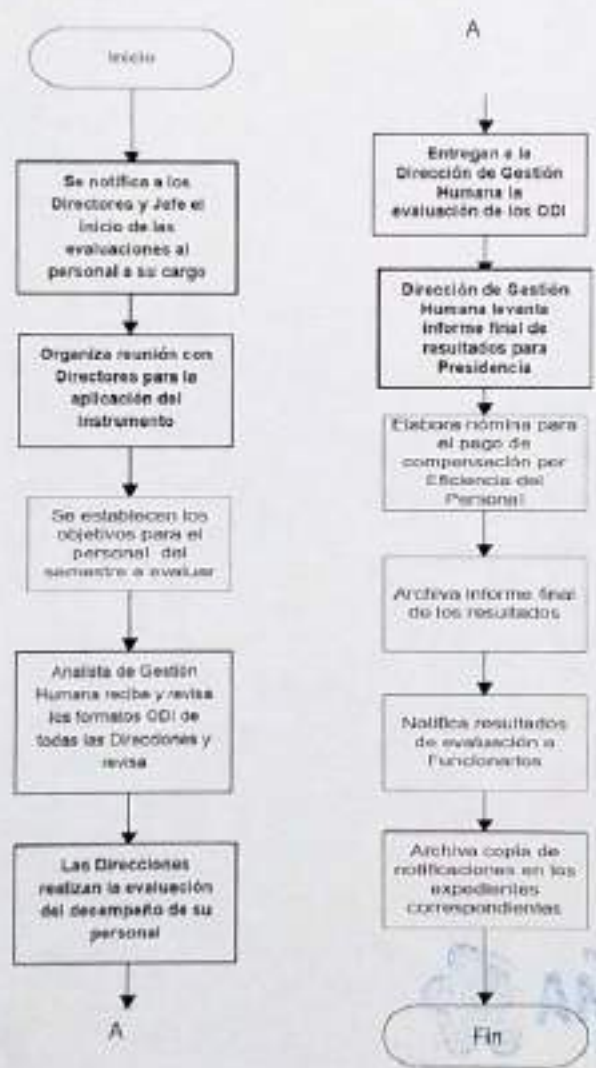 Inicio
Se notifica a los
Directores y Jefe el
inicio de las
evaluaciones al
personal a su cargo
Organiza reunión con
Directores para la
aplicación del
Instrumento
Se establecen los
objetivos para el
personal del
semestre a evaluar
Analista de Gestión
Humana recibe y revisa
los formatos ODI de
todas las Direcciones y
revisa
Las Direcciones
realizan la evaluación
del desempeño de su
personal
A
A
Entregan a la
Dirección de Gestión
Humana la
evaluación de los ODI
Dirección de Gestión
Humana levanta
informe final de
resultados para
Presidencia
Elabora nómina para
el pago de
compensación por
Eficiencia del
Personal
Archiva informe final
de los resultados
Notifica resultados
de evaluación a
Funcionarios
Archiva copia de
notificaciones en los
expedientes
correspondientes
Fin